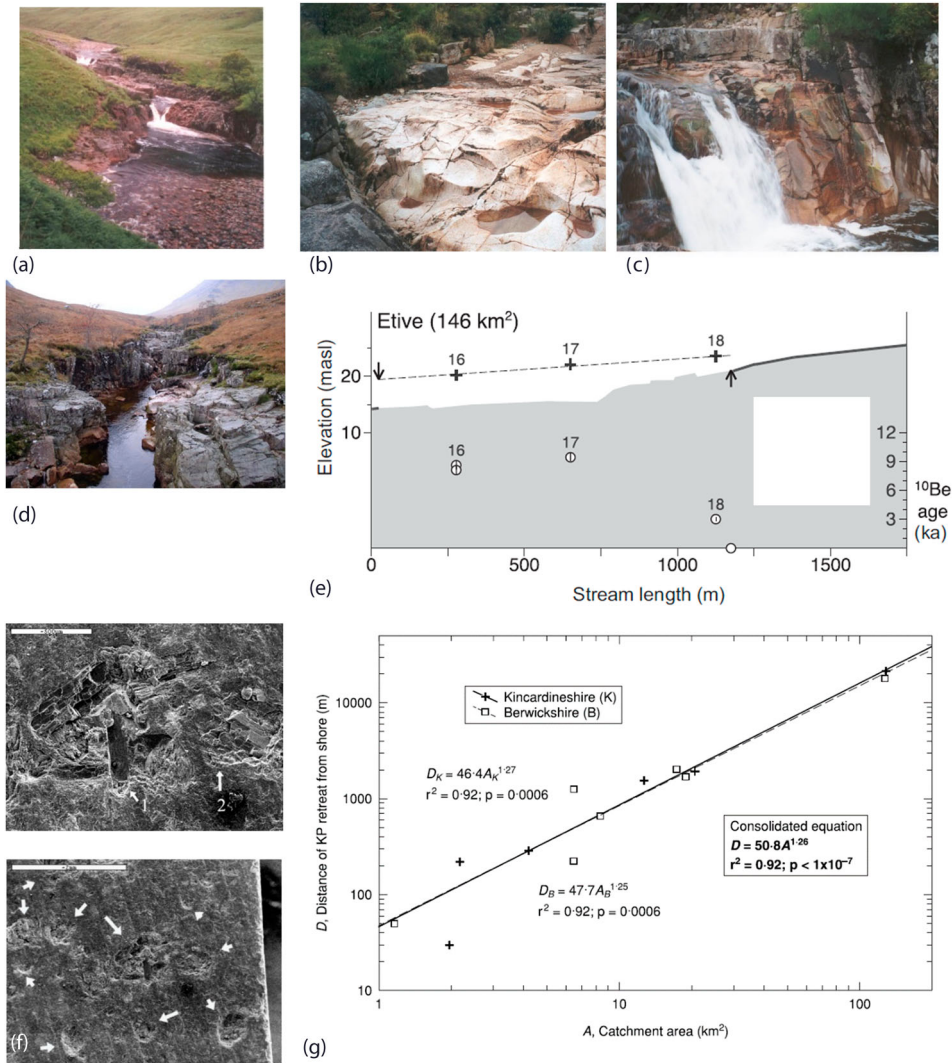 (a)
(b)
(c)
(d)
Etive (146 km²)
Elevation (masl)
20
10
16
17
18
16
17
18
12
9
6
3
¹⁰Be
age
(ka)
0
500
1000
1500
Stream length (m)
(e)
1
2
(f)
D, Distance of KP retreat from shore (m)
10000
1000
100
10
Kincardineshire (K)
Berwickshire (B)
D_K = 46·4A_K^1·27
r² = 0·92; p = 0·0006
D_B = 47·7A_B^1·25
r² = 0·92; p = 0·0006
Consolidated equation
D = 50·8A^1·26
r² = 0·92; p < 1x10⁻⁷
1
10
100
A, Catchment area (km²)
(g)